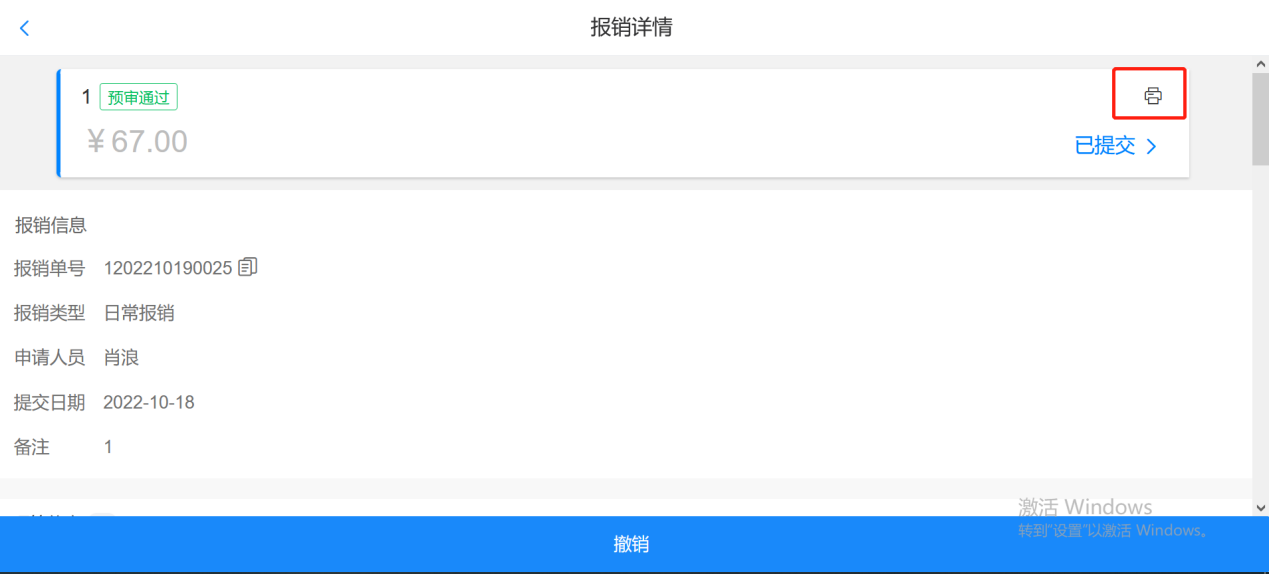 报销详情
1 预审通过
￥67.00
已提交
报销信息
报销单号 1202210190025
报销类型 日常报销
申请人员 肖浪
提交日期 2022-10-18
备注 1
激活 Windows
转到"设置"以激活 Windows。
撤销